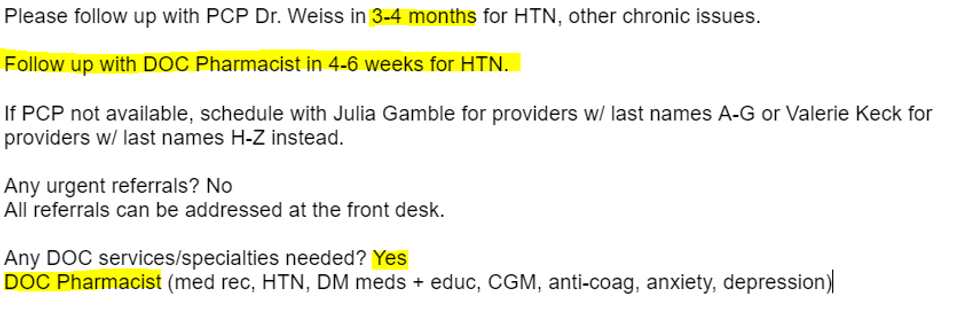 Please follow up with PCP Dr. Weiss in 3-4 months for HTN, other chronic issues.
Follow up with DOC Pharmacist in 4-6 weeks for HTN.
If PCP not available, schedule with Julia Gamble for providers w/ last names A-G or Valerie Keck for
providers w/ last names H-Z instead.
Any urgent referrals? No
All referrals can be addressed at the front desk.
Any DOC services/specialties needed? Yes
DOC Pharmacist (med rec, HTN, DM meds + educ, CGM, anti-coag, anxiety, depression)